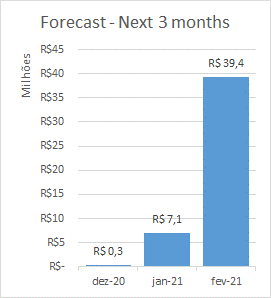 Forecast - Next 3 months
Milhões
R$45
R$40
R$35
R$30
R$25
R$20
R$15
R$10
R$5
R$-
R$ 0,3
R$ 7,1
R$ 39,4
dez-20
jan-21
fev-21